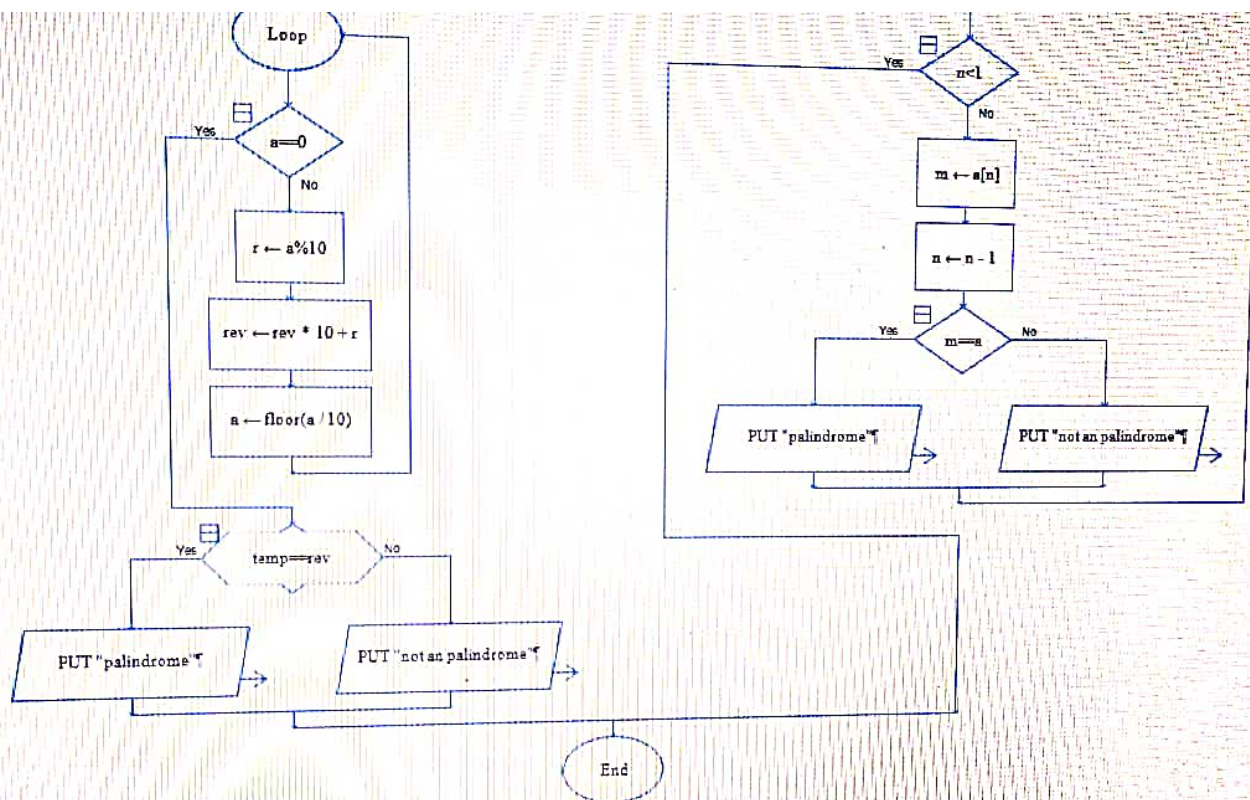 Loop
Yes
a==0
No
r ← a%10
rev ← rev * 10 + r
a ← floor(a / 10)
Yes
temp==rev
No
PUT "palindrome"¶
PUT "not an palindrome"¶
Yes
n<1
No
m ← a[n]
n ← n - 1
Yes
m==a
No
PUT "palindrome"¶
PUT "not an palindrome"¶
End